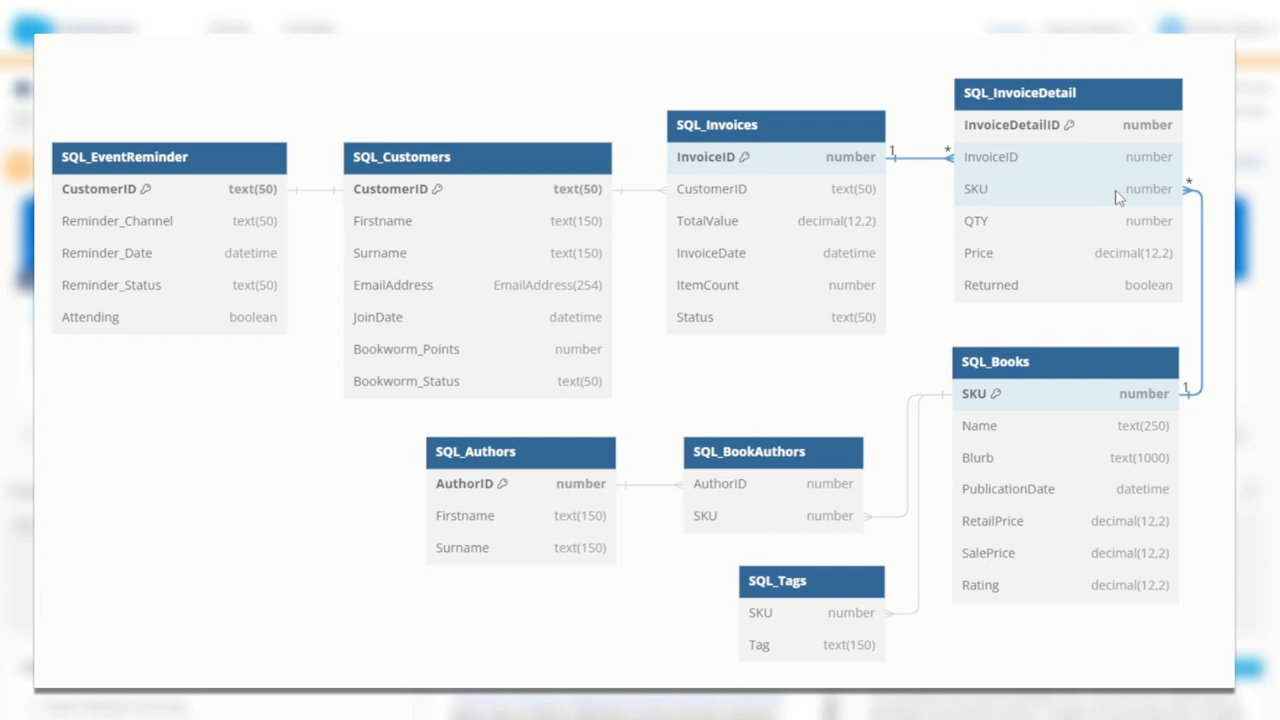 SQL_EventReminder
CustomerID text(50)
Reminder_Channel text(50)
Reminder_Date datetime
Reminder_Status text(50)
Attending boolean
SQL_Customers
CustomerID text(50)
Firstname text(150)
Surname text(150)
EmailAddress EmailAddress(254)
JoinDate datetime
Bookworm_Points number
Bookworm_Status text(50)
SQL_Invoices
InvoiceID number
CustomerID text(50)
TotalValue decimal(12,2)
InvoiceDate datetime
ItemCount number
Status text(50)
1 *
SQL_InvoiceDetail
InvoiceDetailID number
InvoiceID number
SKU number
QTY number
Price decimal(12,2)
Returned boolean
*
1
SQL_Books
SKU number
Name text(250)
Blurb text(1000)
PublicationDate datetime
RetailPrice decimal(12,2)
SalePrice decimal(12,2)
Rating decimal(12,2)
SQL_Authors
AuthorID number
Firstname text(150)
Surname text(150)
SQL_BookAuthors
AuthorID number
SKU number
SQL_Tags
SKU number
Tag text(150)